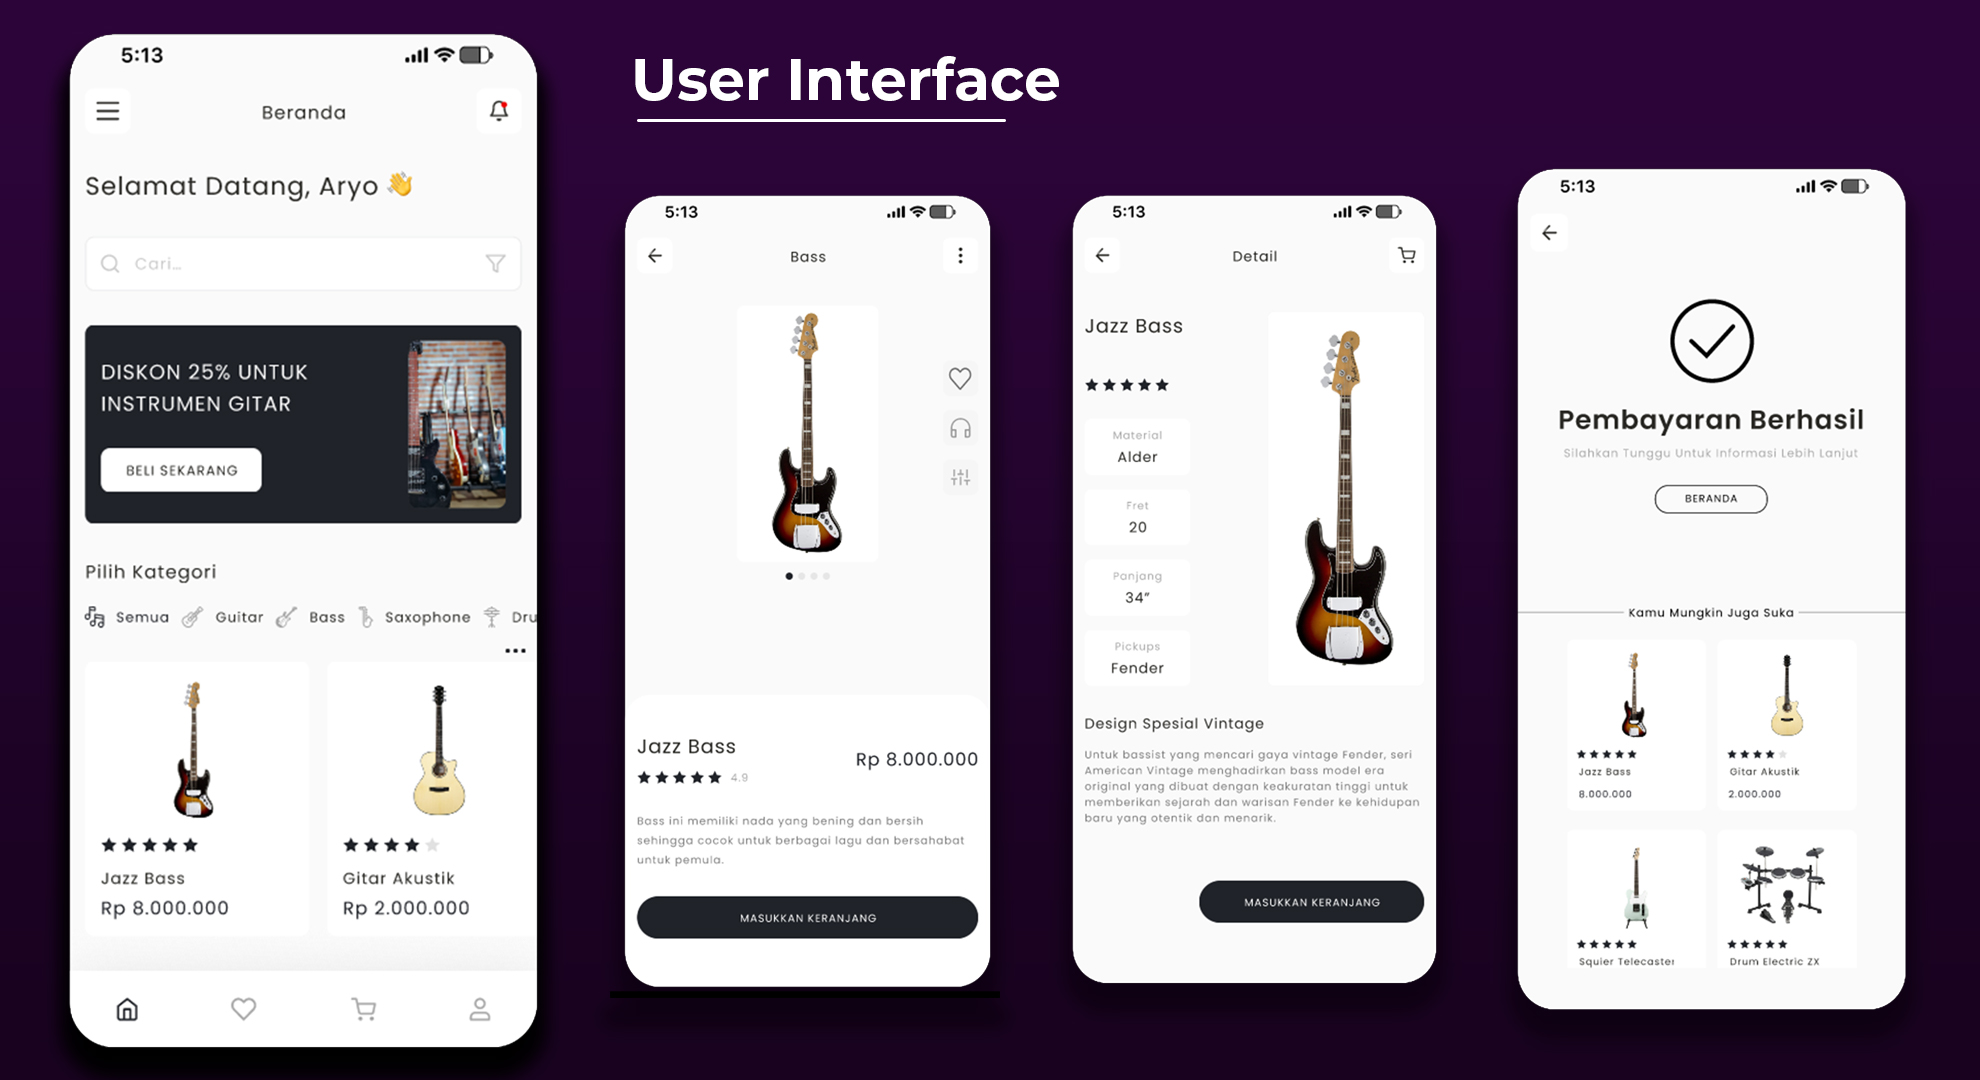 User Interface
5:13
Beranda
Selamat Datang, Aryo 👋
Cari...
DISKON 25% UNTUK
INSTRUMEN GITAR
BELI SEKARANG
Pilih Kategori
Semua Guitar Bass Saxophone Dru
Jazz Bass
Rp 8.000.000
Gitar Akustik
Rp 2.000.000
5:13
Bass
Jazz Bass
Rp 8.000.000
4.9
Bass ini memiliki nada yang bening dan bersih
sehingga cocok untuk berbagai lagu dan bersahabat
untuk pemula.
MASUKKAN KERANJANG
5:13
Detail
Jazz Bass
Material
Alder
Fret
20
Panjang
34”
Pickups
Fender
Design Spesial Vintage
Untuk bassist yang mencari gaya vintage Fender, seri
American Vintage menghadirkan bass model era
original yang dibuat dengan keakuratan tinggi untuk
memberikan sejarah dan warisan Fender ke kehidupan
baru yang otentik dan menarik.
MASUKKAN KERANJANG
5:13
Pembayaran Berhasil
Silahkan Tunggu Untuk Informasi Lebih Lanjut
BERANDA
Kamu Mungkin Juga Suka
Jazz Bass
8.000.000
Gitar Akustik
2.000.000
Squier Telecaster
Drum Electric ZX